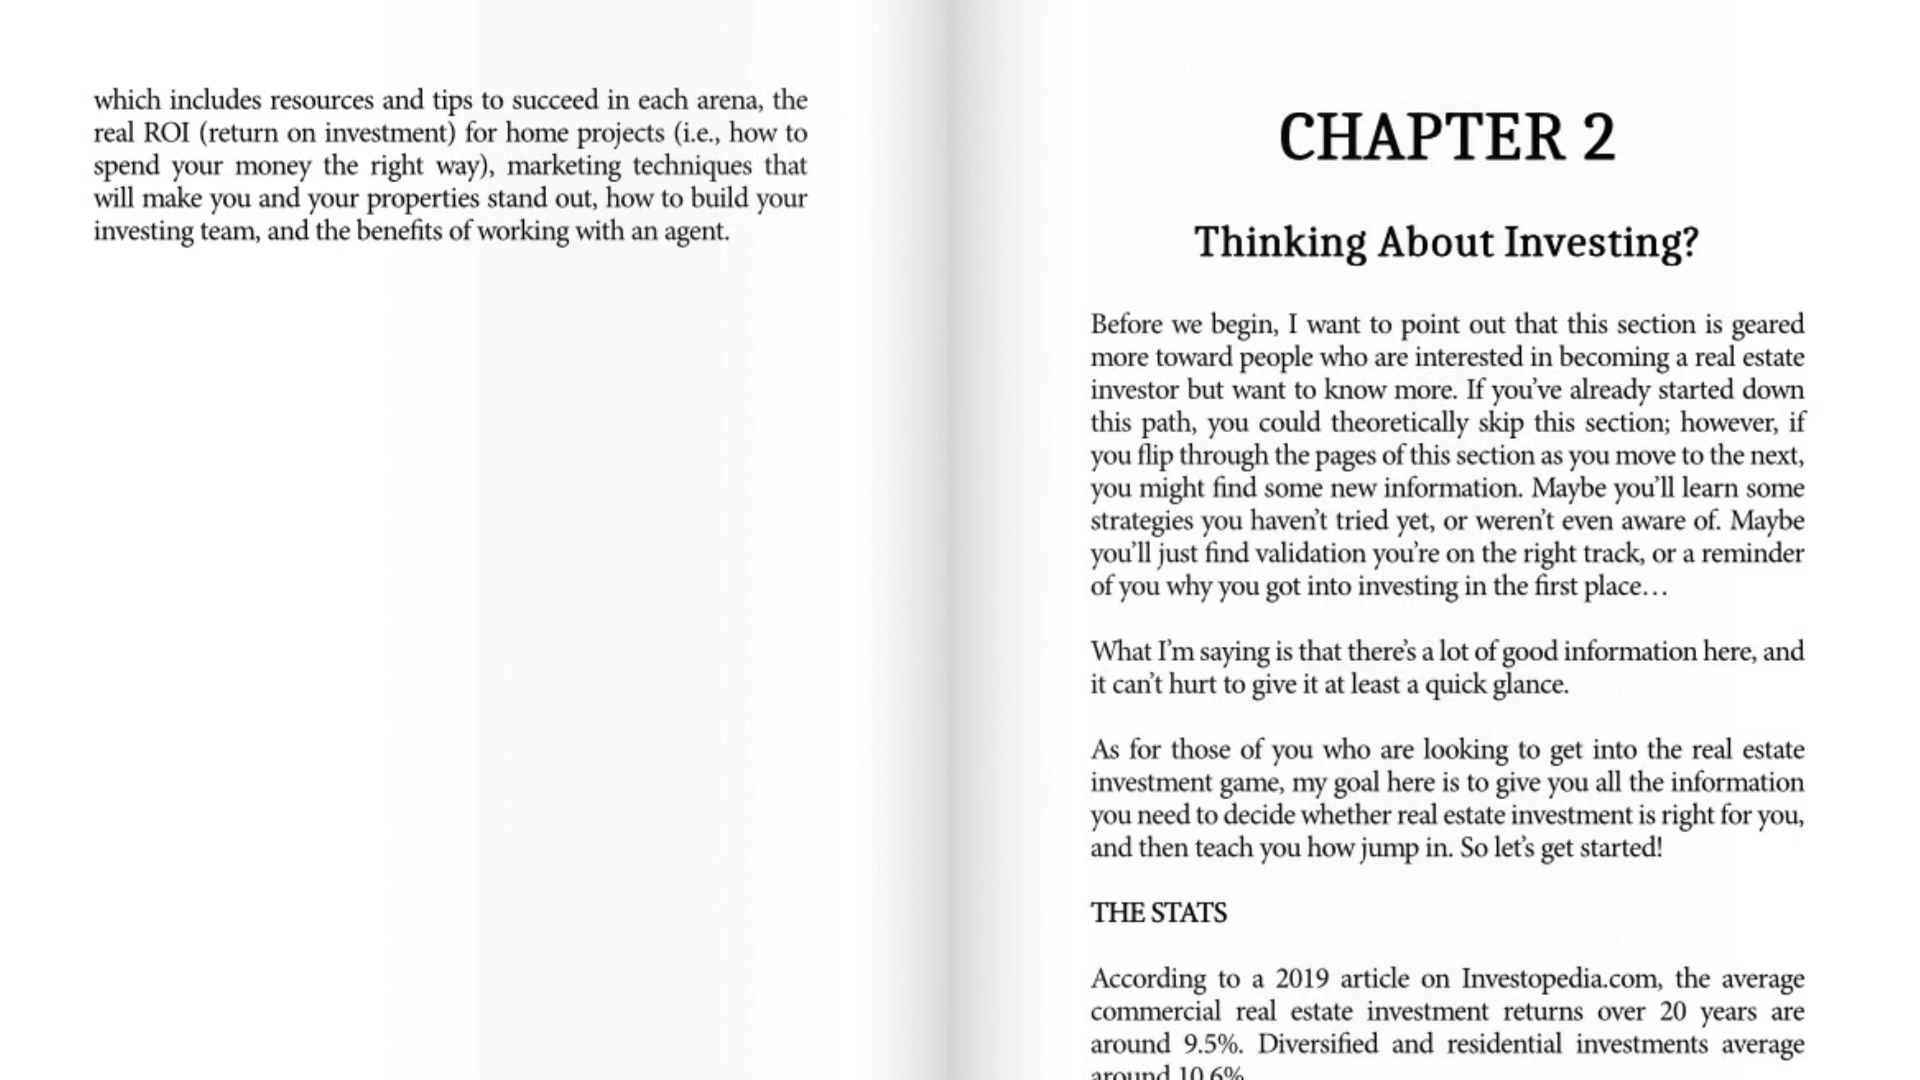 which includes resources and tips to succeed in each arena, the
real ROI (return on investment) for home projects (i.e., how to
spend your money the right way), marketing techniques that
will make you and your properties stand out, how to build your
investing team, and the benefits of working with an agent.
CHAPTER 2
Thinking About Investing?
Before we begin, I want to point out that this section is geared
more toward people who are interested in becoming a real estate
investor but want to know more. If you’ve already started down
this path, you could theoretically skip this section; however, if
you flip through the pages of this section as you move to the next,
you might find some new information. Maybe you’ll learn some
strategies you haven’t tried yet, or weren’t even aware of. Maybe
you’ll just find validation you’re on the right track, or a reminder
of you why you got into investing in the first place…
What I’m saying is that there’s a lot of good information here, and
it can’t hurt to give it at least a quick glance.
As for those of you who are looking to get into the real estate
investment game, my goal here is to give you all the information
you need to decide whether real estate investment is right for you,
and then teach you how jump in. So let’s get started!
THE STATS
According to a 2019 article on Investopedia.com, the average
commercial real estate investment returns over 20 years are
around 9.5%. Diversified and residential investments average
around 10.6%